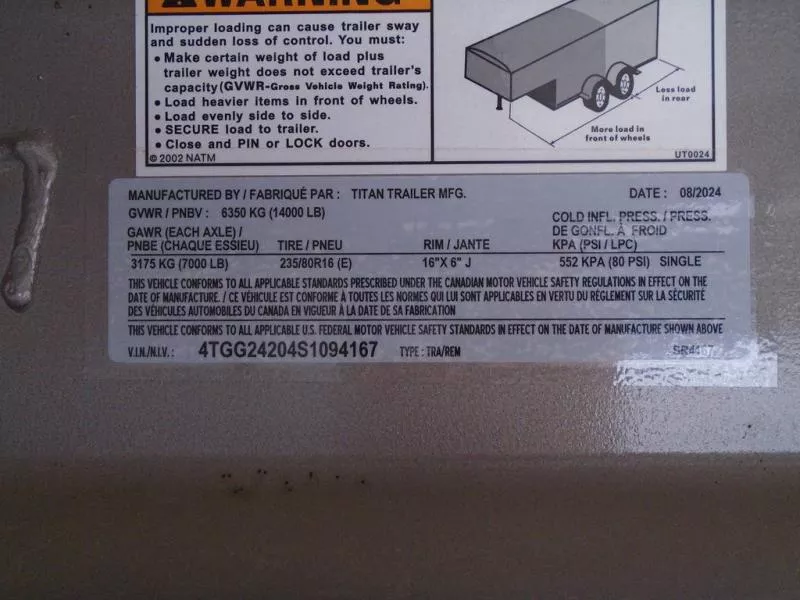 WARNING
Improper loading can cause trailer sway
and sudden loss of control. You must:
• Make certain weight of load plus
trailer weight does not exceed trailer's
capacity (GVWR-Gross Vehicle Weight Rating).
• Load heavier items in front of wheels.
• Load evenly side to side.
• SECURE load to trailer.
• Close and PIN or LOCK doors.
© 2002 NATM
Less load
in rear
More load in
front of wheels
UT0024
MANUFACTURED BY / FABRIQUÉ PAR : TITAN TRAILER MFG. DATE : 08/2024
GVWR / PNBV : 6350 KG (14000 LB)
GAWR (EACH AXLE) /
PNBE (CHAQUE ESSIEU) TIRE / PNEU RIM / JANTE
COLD INFL. PRESS. / PRESS.
DE GONFL. À FROID
KPA (PSI / LPC)
3175 KG (7000 LB) 235/80R16 (E) 16"X 6" J 552 KPA (80 PSI) SINGLE
THIS VEHICLE CONFORMS TO ALL APPLICABLE STANDARDS PRESCRIBED UNDER THE CANADIAN MOTOR VEHICLE SAFETY REGULATIONS IN EFFECT ON THE
DATE OF MANUFACTURE. / CE VÉHICULE EST CONFORME À TOUTES LES NORMES QUI LUI SONT APPLICABLES EN VERTU DU RÈGLEMENT SUR LA SÉCURITÉ
DES VÉHICULES AUTOMOBILES DU CANADA EN VIGUEUR À LA DATE DE SA FABRICATION
THIS VEHICLE CONFORMS TO ALL APPLICABLE U.S. FEDERAL MOTOR VEHICLE SAFETY STANDARDS IN EFFECT ON THE DATE OF MANUFACTURE SHOWN ABOVE
V.I.N./N.I.V.: 4TGG24204S1094167 TYPE : TRA/REM